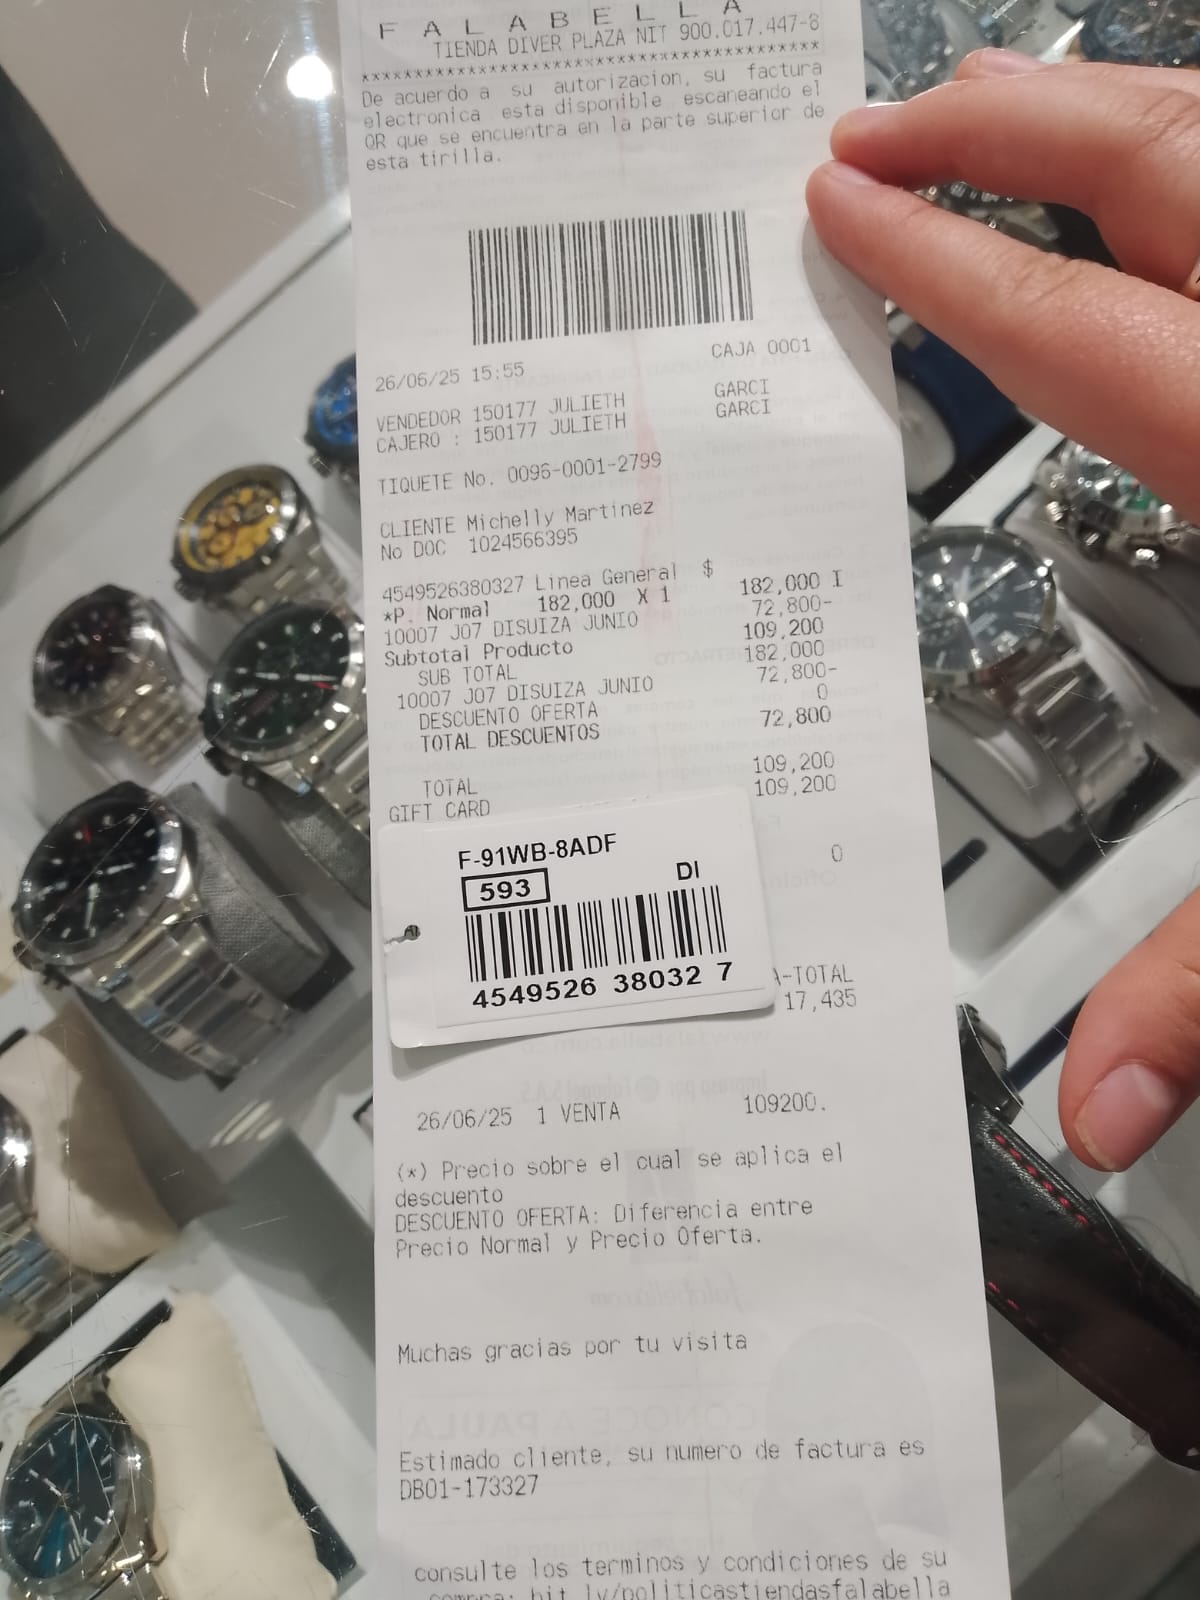 F A L A B E L L A
TIENDA DIVER PLAZA NIT 900.017.447-8
De acuerdo a su autorizacion, su factura
electronica esta disponible escaneando el
QR que se encuentra en la parte superior de
esta tirilla.
26/06/25 15:55 CAJA 0001
VENDEDOR 150177 JULIETH GARCI
CAJERO : 150177 JULIETH GARCI
TIQUETE No. 0096-0001-2799
CLIENTE Michelly Martinez
No DOC 1024566395
4549526380327 Linea General $
*P. Normal 182,000 X 1 182,000 I
10007 J07 DISUIZA JUNIO 72,800-
Subtotal Producto 109,200
SUB TOTAL 182,000
10007 J07 DISUIZA JUNIO 72,800-
DESCUENTO OFERTA 0
TOTAL DESCUENTOS 72,800
TOTAL 109,200
GIFT CARD 109,200
0
F-91WB-8ADF
593 DI
4549526 38032 7
A-TOTAL
17,435
26/06/25 1 VENTA 109200.
(*) Precio sobre el cual se aplica el
descuento
DESCUENTO OFERTA: Diferencia entre
Precio Normal y Precio Oferta.
Muchas gracias por tu visita
Estimado cliente, su numero de factura es
DB01-173327
consulte los terminos y condiciones de su
compra: bit.ly/politicastiendasfalabella